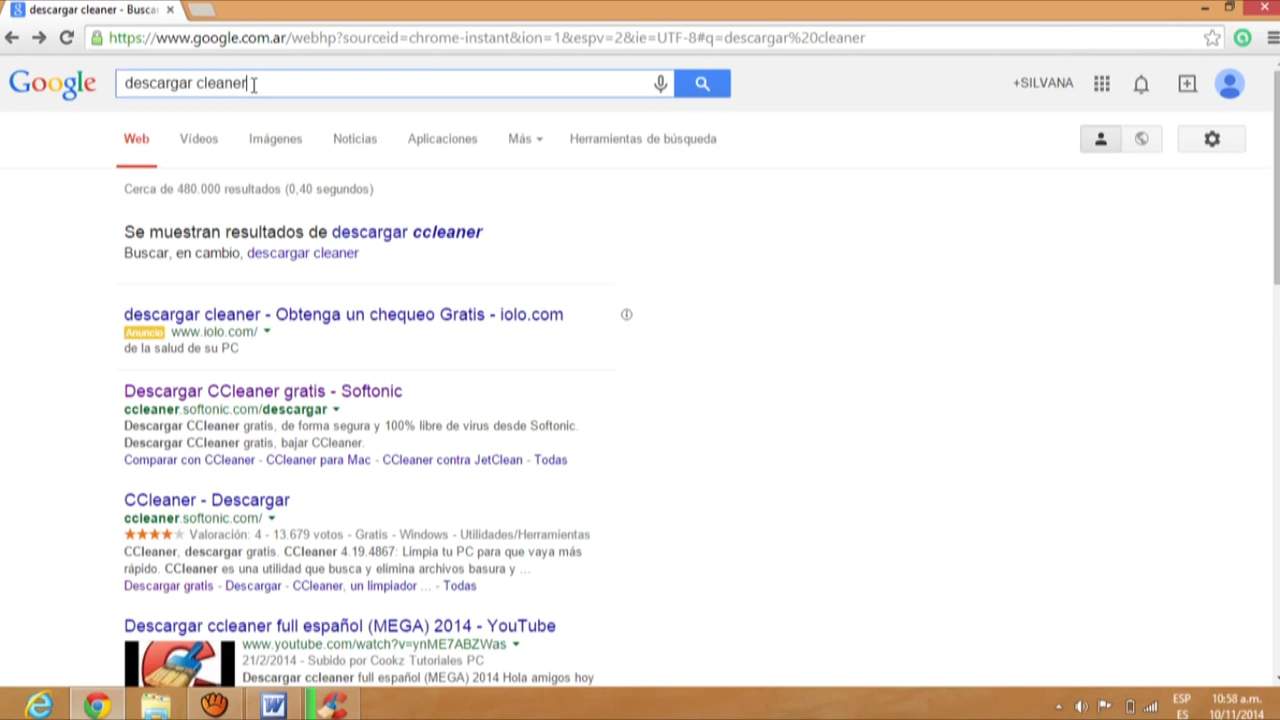 descargar cleaner - Busca
https://www.google.com.ar/webhp?sourceid=chrome-instant&ion=1&espv=2&ie=UTF-8#q=descargar%20cleaner
Google descargar cleaner +SILVANA
Web Vídeos Imágenes Noticias Aplicaciones Más Herramientas de búsqueda
Cerca de 480.000 resultados (0,40 segundos)
Se muestran resultados de descargar ccleaner
Buscar, en cambio, descargar cleaner
descargar cleaner - Obtenga un chequeo Gratis - iolo.com
Anuncio www.iolo.com/
de la salud de su PC
Descargar CCleaner gratis - Softonic
ccleaner.softonic.com/descargar
Descargar CCleaner gratis, de forma segura y 100% libre de virus desde Softonic.
Descargar CCleaner gratis, bajar CCleaner.
Comparar con CCleaner - CCleaner para Mac - CCleaner contra JetClean - Todas
CCleaner - Descargar
ccleaner.softonic.com/
Valoración: 4 - 13.679 votos - Gratis - Windows - Utilidades/Herramientas
CCleaner, descargar gratis. CCleaner 4.19.4867: Limpia tu PC para que vaya más
rápido. CCleaner es una utilidad que busca y elimina archivos basura y ...
Descargar gratis - Descargar - CCleaner, un limpiador ... - Todas
Descargar ccleaner full español (MEGA) 2014 - YouTube
www.youtube.com/watch?v=ynME7ABZWas
21/2/2014 - Subido por Cookz Tutoriales PC
Descargar ccleaner full español (MEGA) 2014 Hola amigos hoy
ESP 10:58 a.m.
ES 10/11/2014